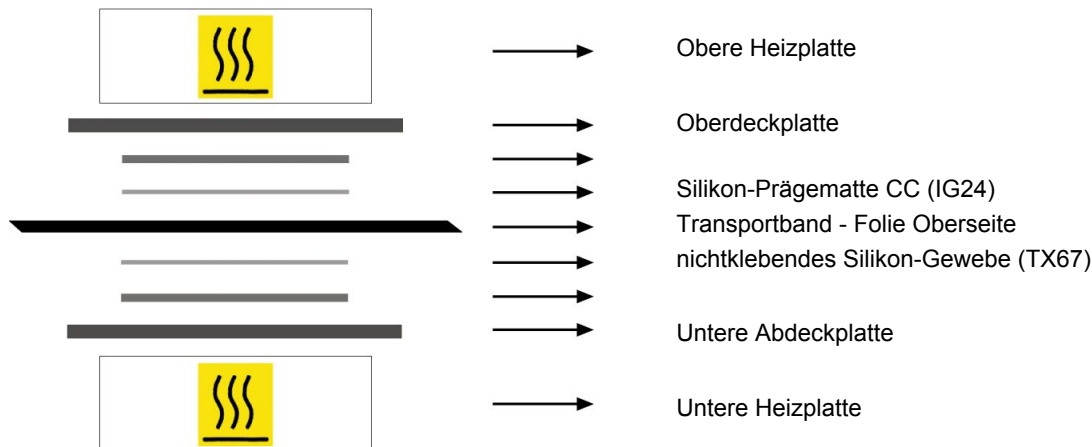 Obere Heizplatte
Oberdeckplatte
Silikon-Prägematte CC (IG24)
Transportband - Folie Oberseite
nichtklebendes Silikon-Gewebe (TX67)
Untere Abdeckplatte
Untere Heizplatte